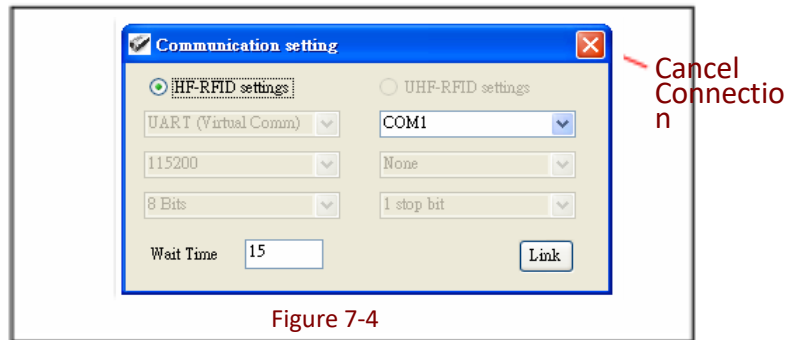 Communication setting
Cancel
Connectio
n
HF-RFID settings
UHF-RFID settings
UART (Virtual Comm)
COM1
115200
None
8 Bits
1 stop bit
Wait Time
15
Link
Figure 7-4